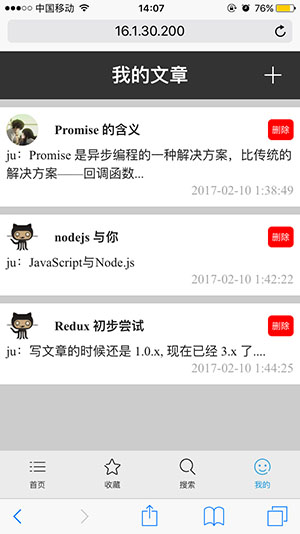 中国移动 14:07 76%
16.1.30.200
我的文章
Promise 的含义 删除
ju：Promise 是异步编程的一种解决方案，比传统的
解决方案——回调函数...
2017-02-10 1:38:49
nodejs 与你 删除
ju：JavaScript与Node.js
2017-02-10 1:42:22
Redux 初步尝试 删除
ju：写文章的时候还是 1.0.x, 现在已经 3.x 了....
2017-02-10 1:44:25
首页 收藏 搜索 我的